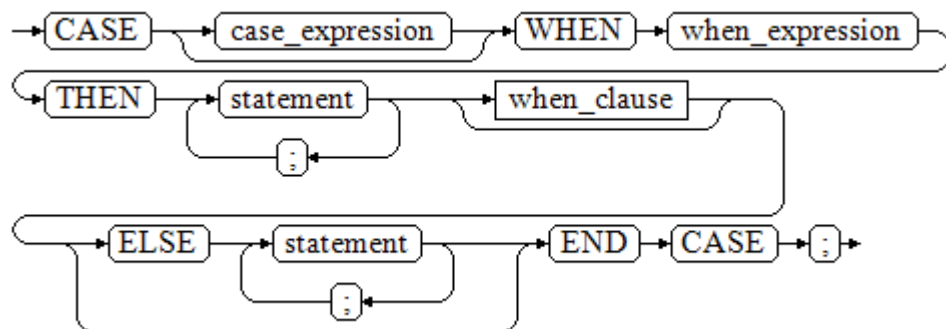 CASE case_expression WHEN when_expression
THEN statement when_clause
;
ELSE statement END CASE ;
;